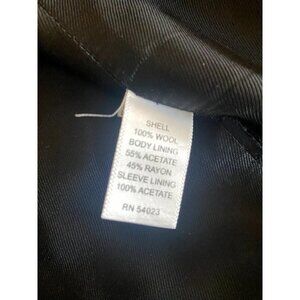 SHELL
100% WOOL
BODY LINING
55% ACETATE
45% RAYON
SLEEVE LINING
100% ACETATE
RN 54023